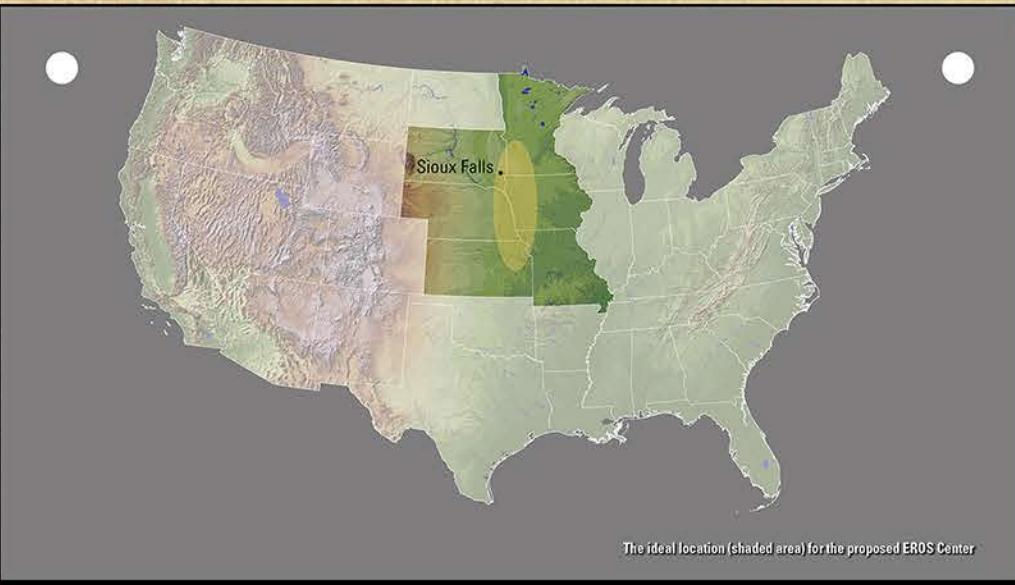 Sioux Falls
The ideal location (shaded area) for the proposed EROS Center